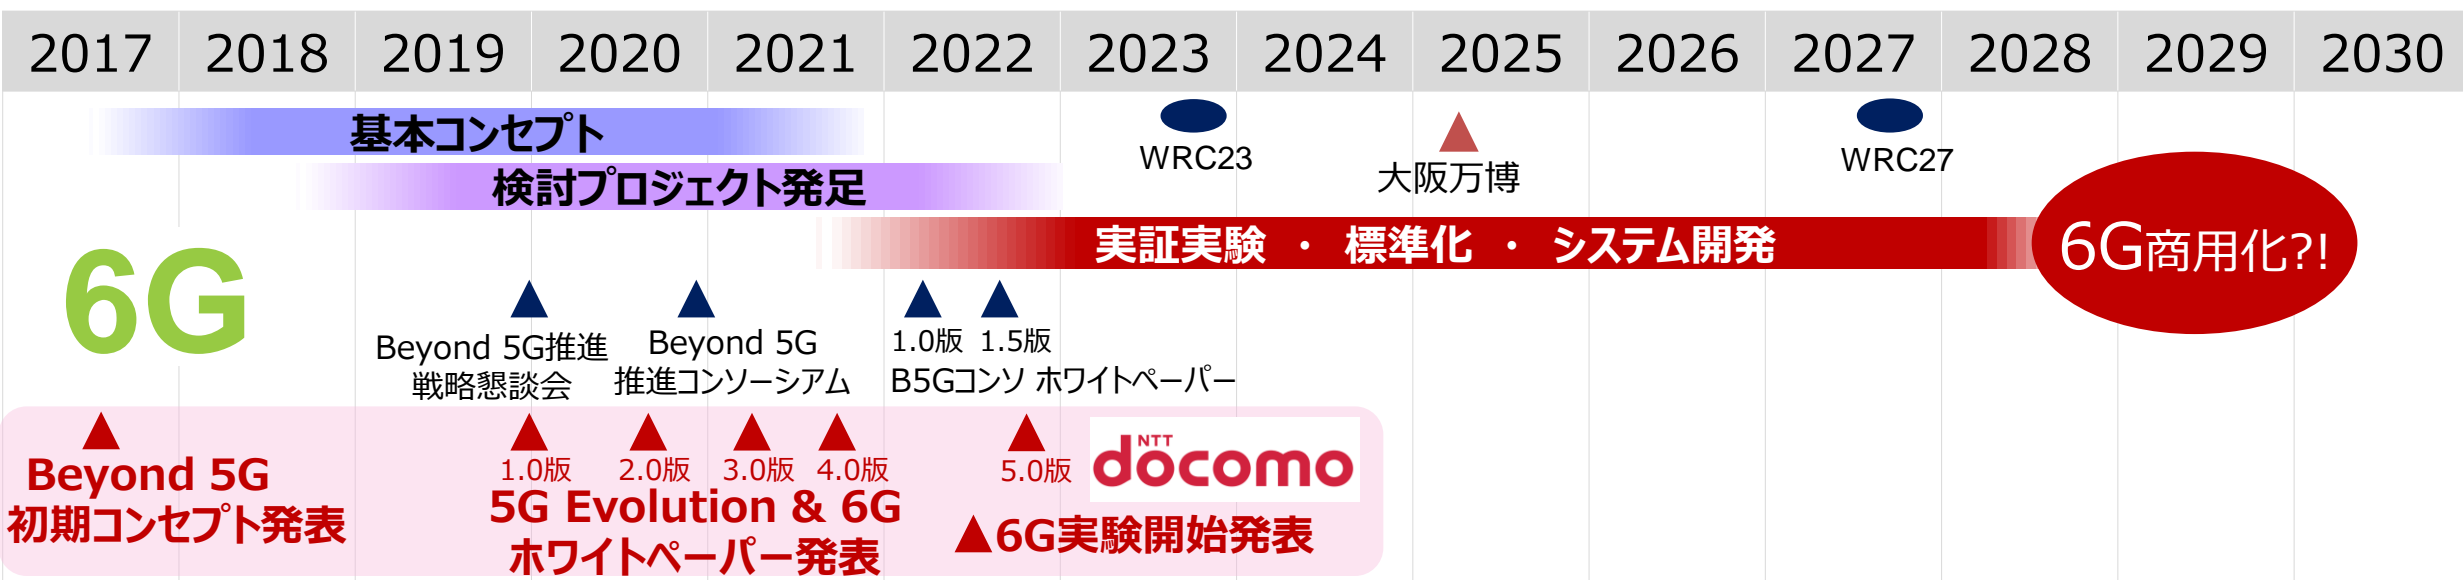 2017 2018 2019 2020 2021 2022 2023 2024 2025 2026 2027 2028 2029 2030
基本コンセプト
WRC23
大阪万博
WRC27
検討プロジェクト発足
実証実験 ・ 標準化 ・ システム開発
6G商用化?!
6G
Beyond 5G推進
戦略懇談会
Beyond 5G
推進コンソーシアム
1.0版 1.5版
B5Gコンソ ホワイトペーパー
Beyond 5G
初期コンセプト発表
1.0版 2.0版 3.0版 4.0版 5.0版
5G Evolution & 6G
ホワイトペーパー発表
NTT
docomo
6G実験開始発表